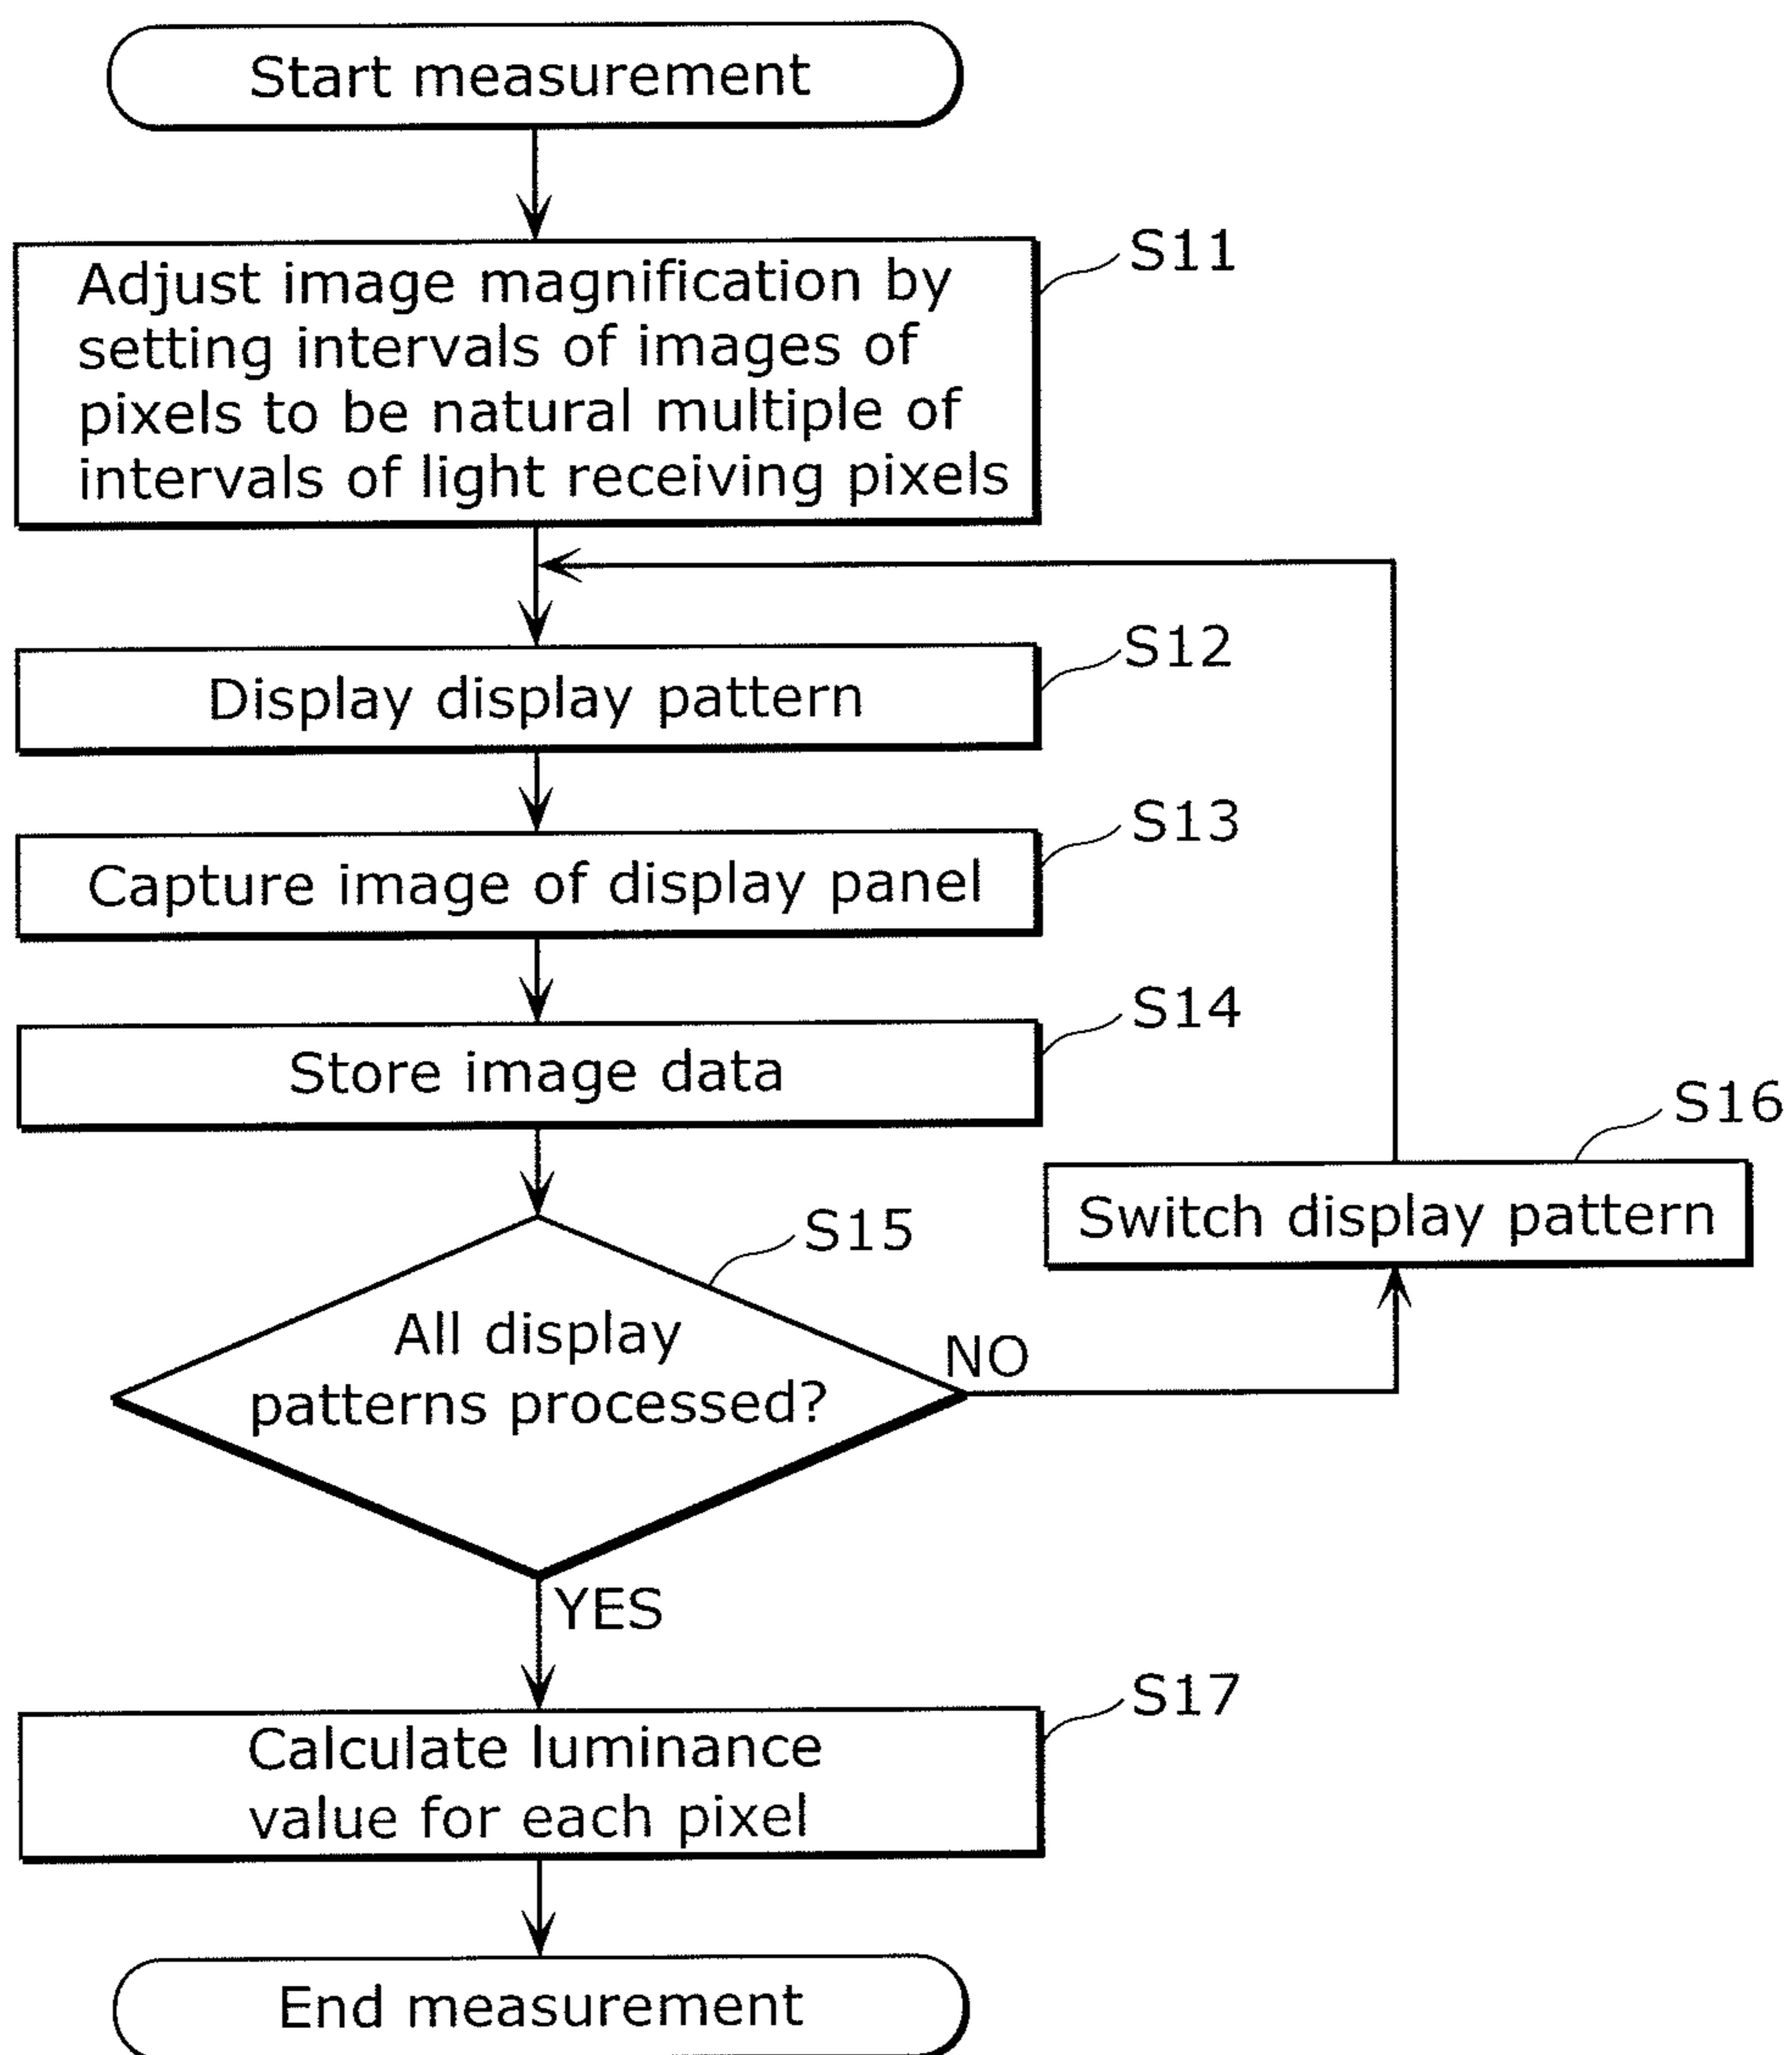 Start measurement
S11
Adjust image magnification by
setting intervals of images of
pixels to be natural multiple of
intervals of light receiving pixels
S12
Display display pattern
S13
Capture image of display panel
S14
Store image data
S16
Switch display pattern
S15
All display
patterns processed?
NO
YES
S17
Calculate luminance
value for each pixel
End measurement